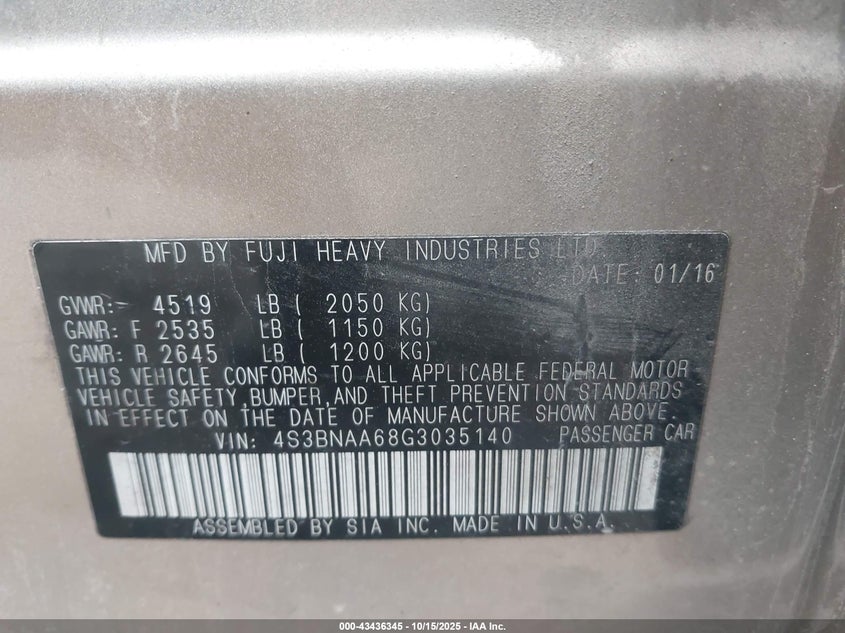 MFD BY FUJI HEAVY INDUSTRIES LTD.
DATE: 01/16
GVWR: 4519 LB ( 2050 KG)
GAWR: F 2535 LB ( 1150 KG)
GAWR: R 2645 LB ( 1200 KG)
THIS VEHICLE CONFORMS TO ALL APPLICABLE FEDERAL MOTOR
VEHICLE SAFETY, BUMPER, AND THEFT PREVENTION STANDARDS
IN EFFECT ON THE DATE OF MANUFACTURE SHOWN ABOVE.
VIN: 4S3BNAA68G3035140 PASSENGER CAR
ASSEMBLED BY SIA INC. MADE IN U.S.A.
000-43436345 - 10/15/2025 - IAA Inc.